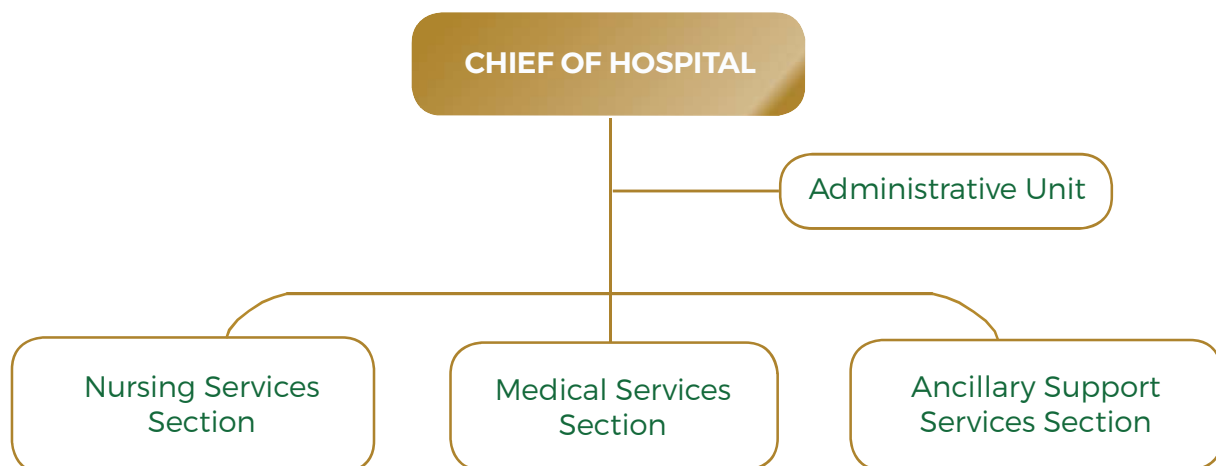 CHIEF OF HOSPITAL
Administrative Unit
Nursing Services
Section
Medical Services
Section
Ancillary Support
Services Section